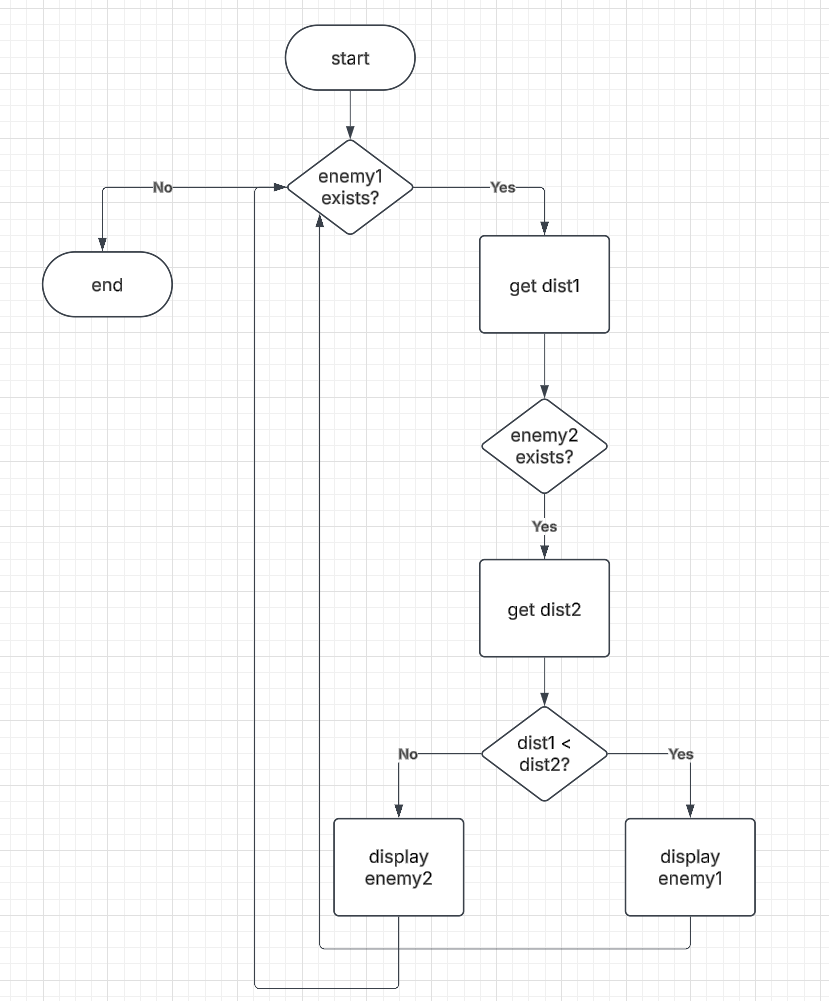 start
enemy1
exists?
No
Yes
end
get dist1
enemy2
exists?
Yes
get dist2
dist1 <
dist2?
No
Yes
display
enemy2
display
enemy1